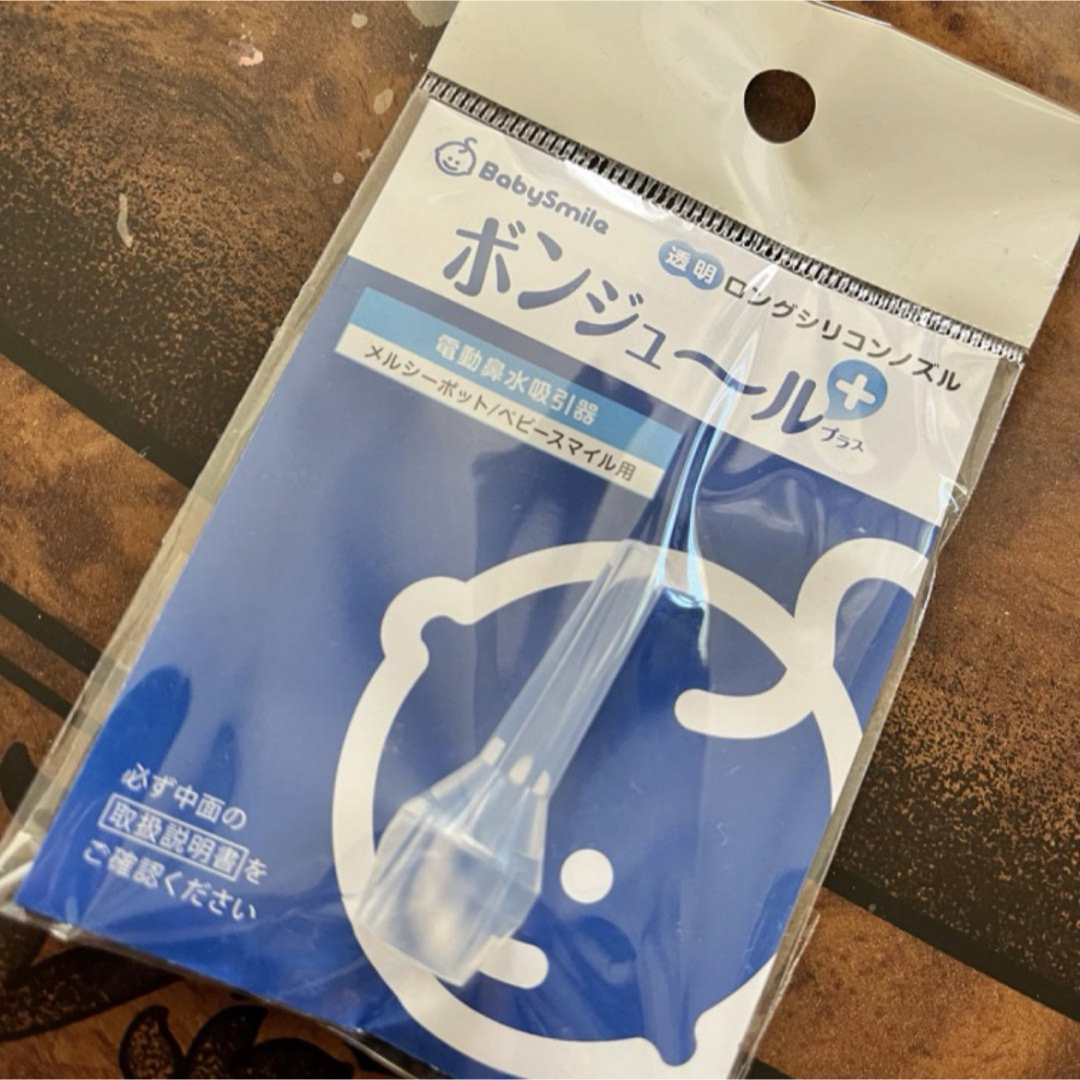 BabySmile
透明 ロングシリコンノズル
ボンジュ〜ル+
プラス
電動鼻水吸引器
メルシーポット/ベビースマイル用
必ず中面の
取扱説明書を
ご確認ください